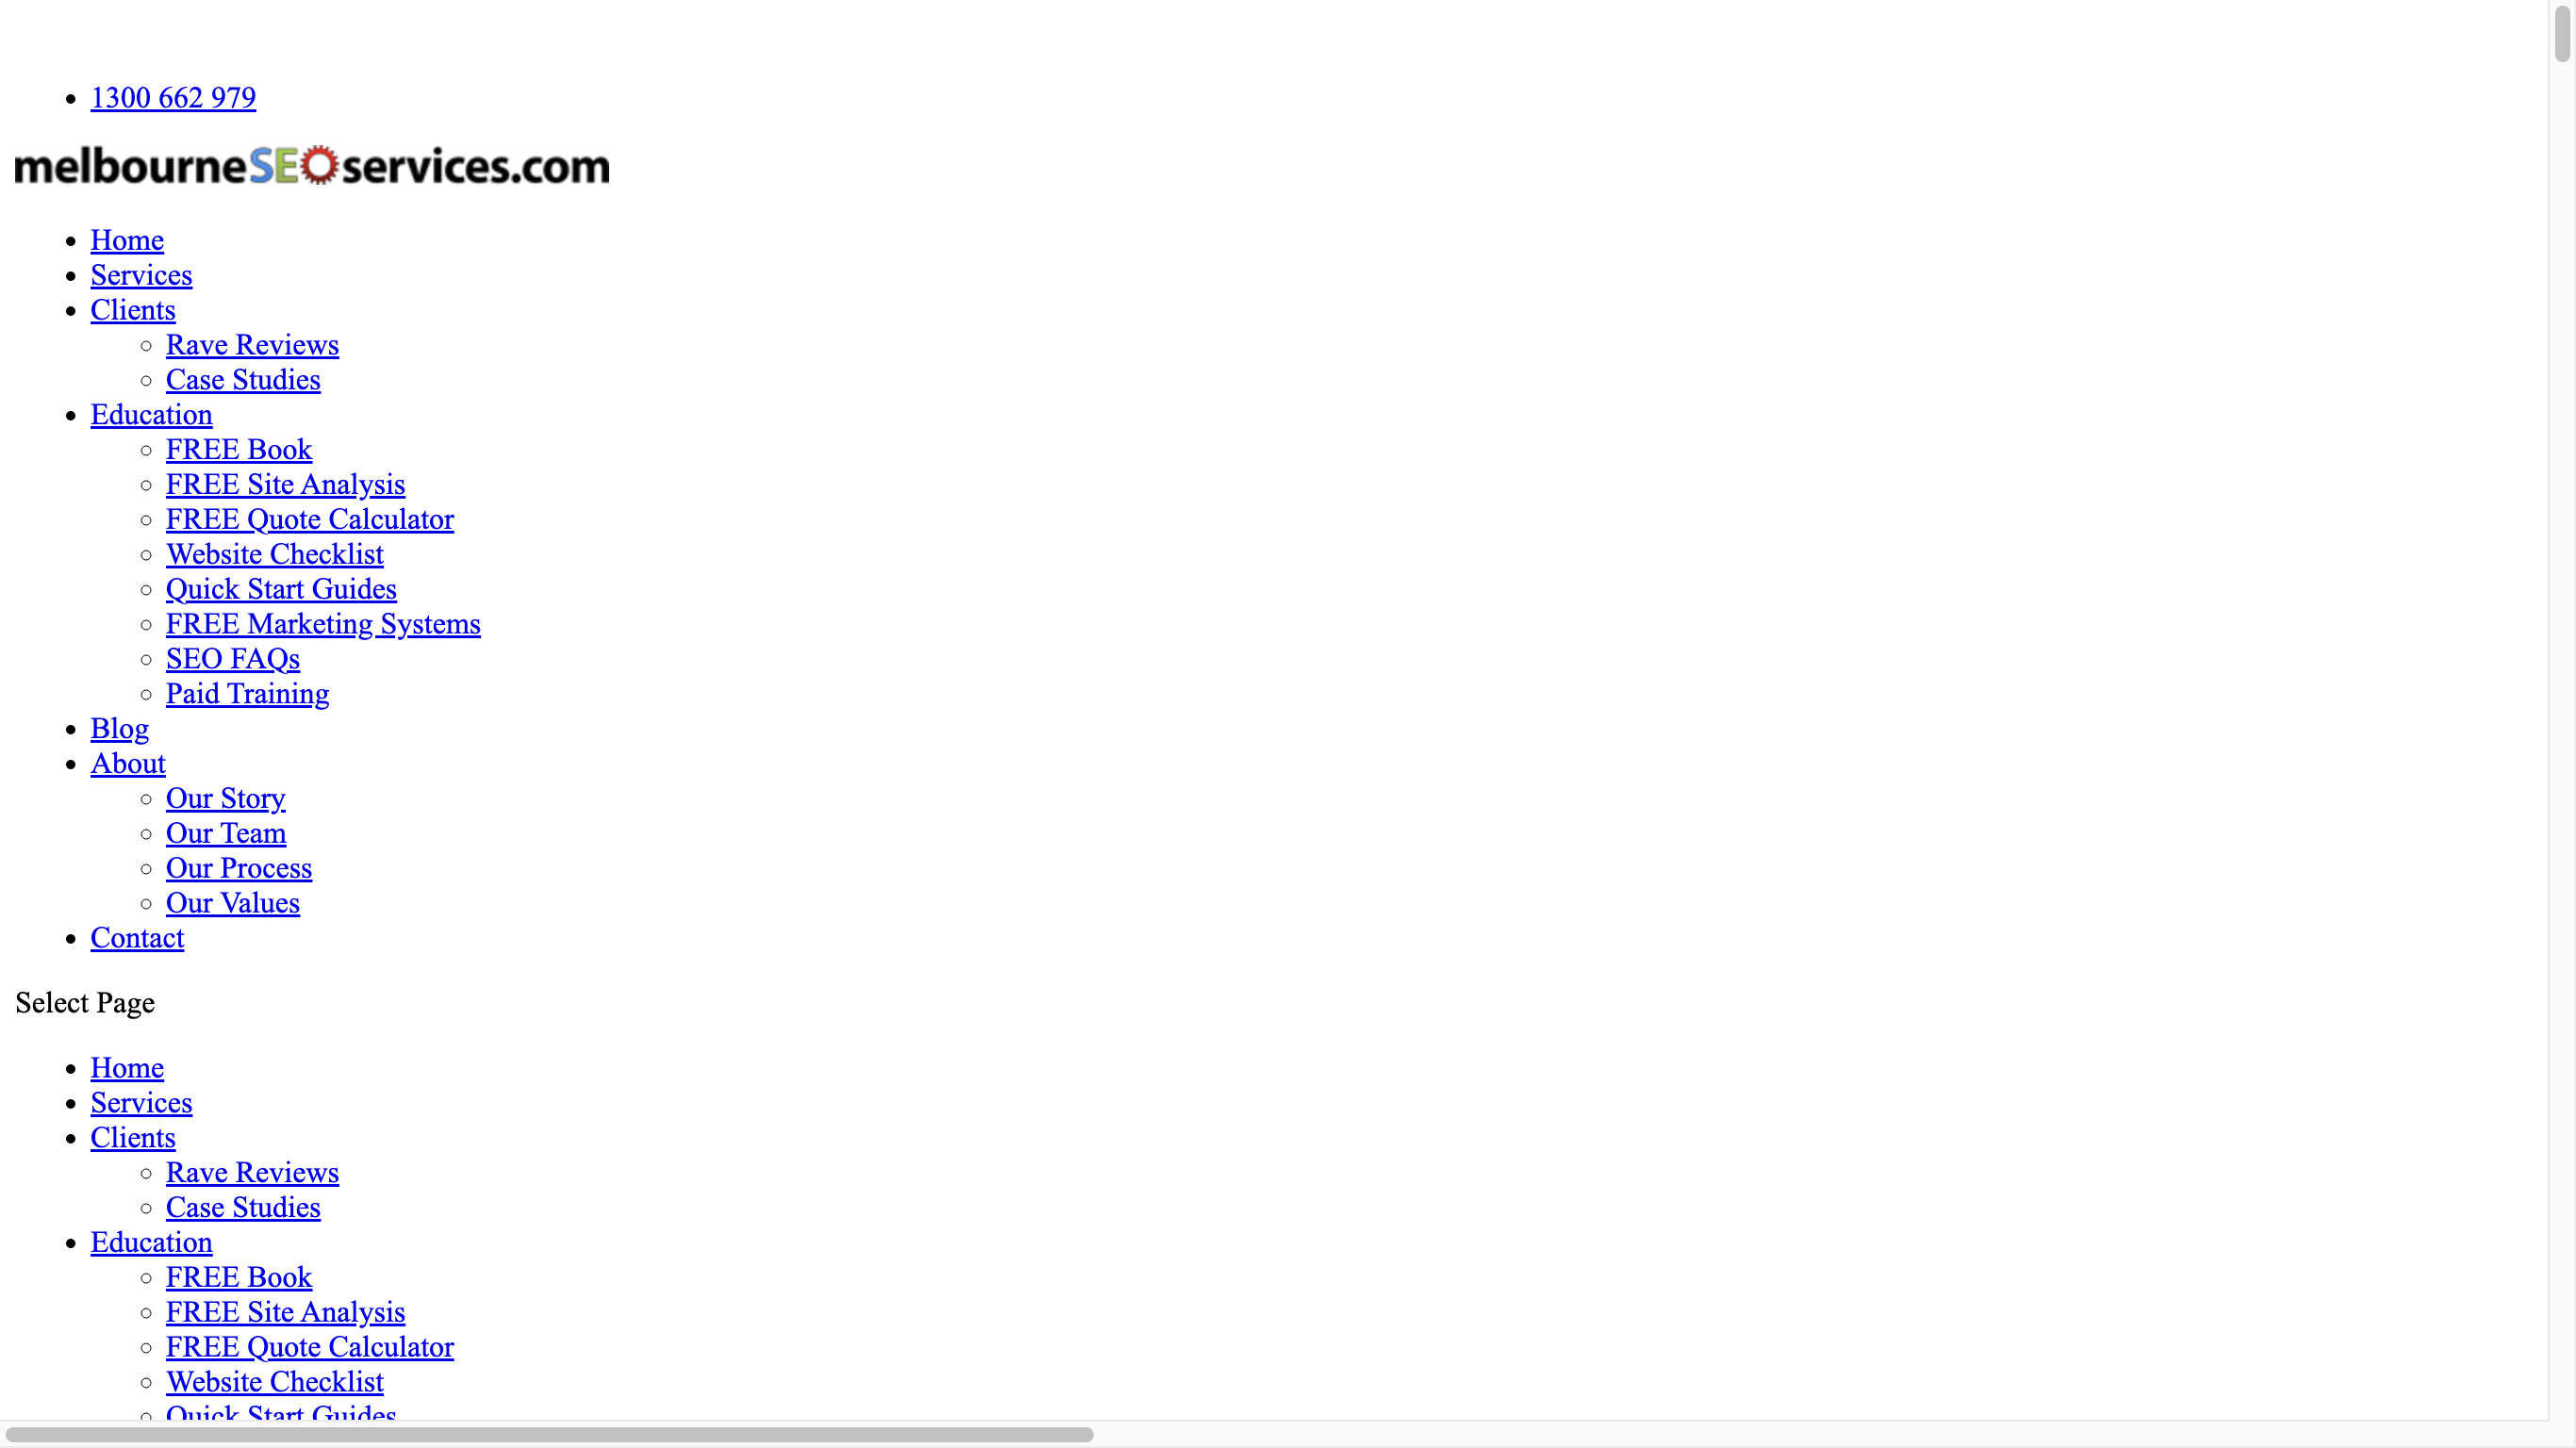 1300 662 979
melbourneSEOservices.com
Home
Services
Clients
Rave Reviews
Case Studies
Education
FREE Book
FREE Site Analysis
FREE Quote Calculator
Website Checklist
Quick Start Guides
FREE Marketing Systems
SEO FAQs
Paid Training
Blog
About
Our Story
Our Team
Our Process
Our Values
Contact
Select Page
Home
Services
Clients
Rave Reviews
Case Studies
Education
FREE Book
FREE Site Analysis
FREE Quote Calculator
Website Checklist
Quick Start Guides